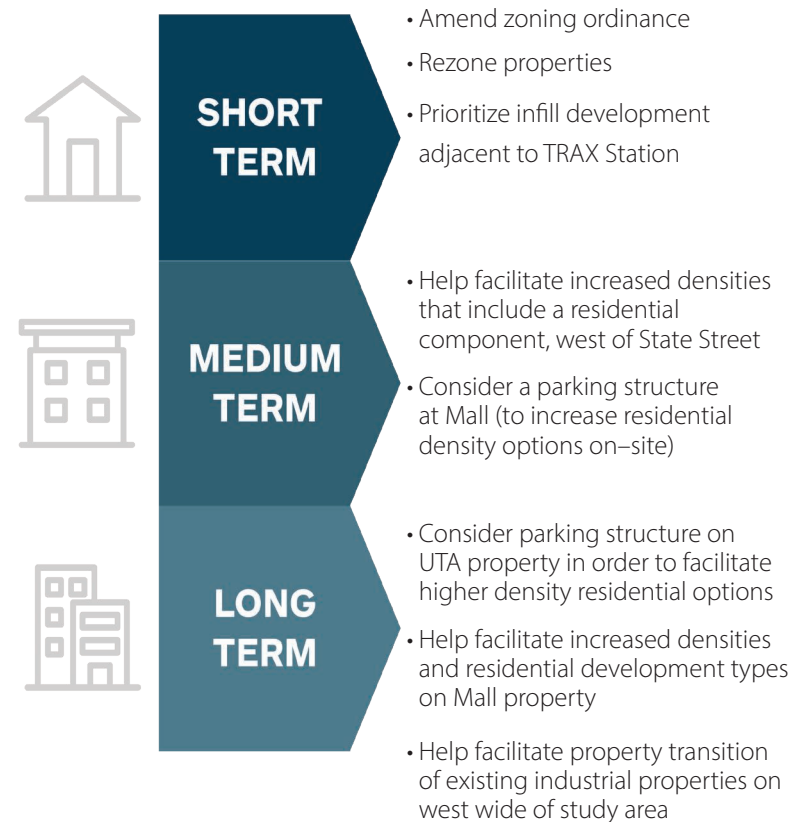 SHORT
TERM
• Amend zoning ordinance
• Rezone properties
• Prioritize infill development
adjacent to TRAX Station
MEDIUM
TERM
• Help facilitate increased densities
that include a residential
component, west of State Street
• Consider a parking structure
at Mall (to increase residential
density options on–site)
LONG
TERM
• Consider parking structure on
UTA property in order to facilitate
higher density residential options
• Help facilitate increased densities
and residential development types
on Mall property
• Help facilitate property transition
of existing industrial properties on
west wide of study area